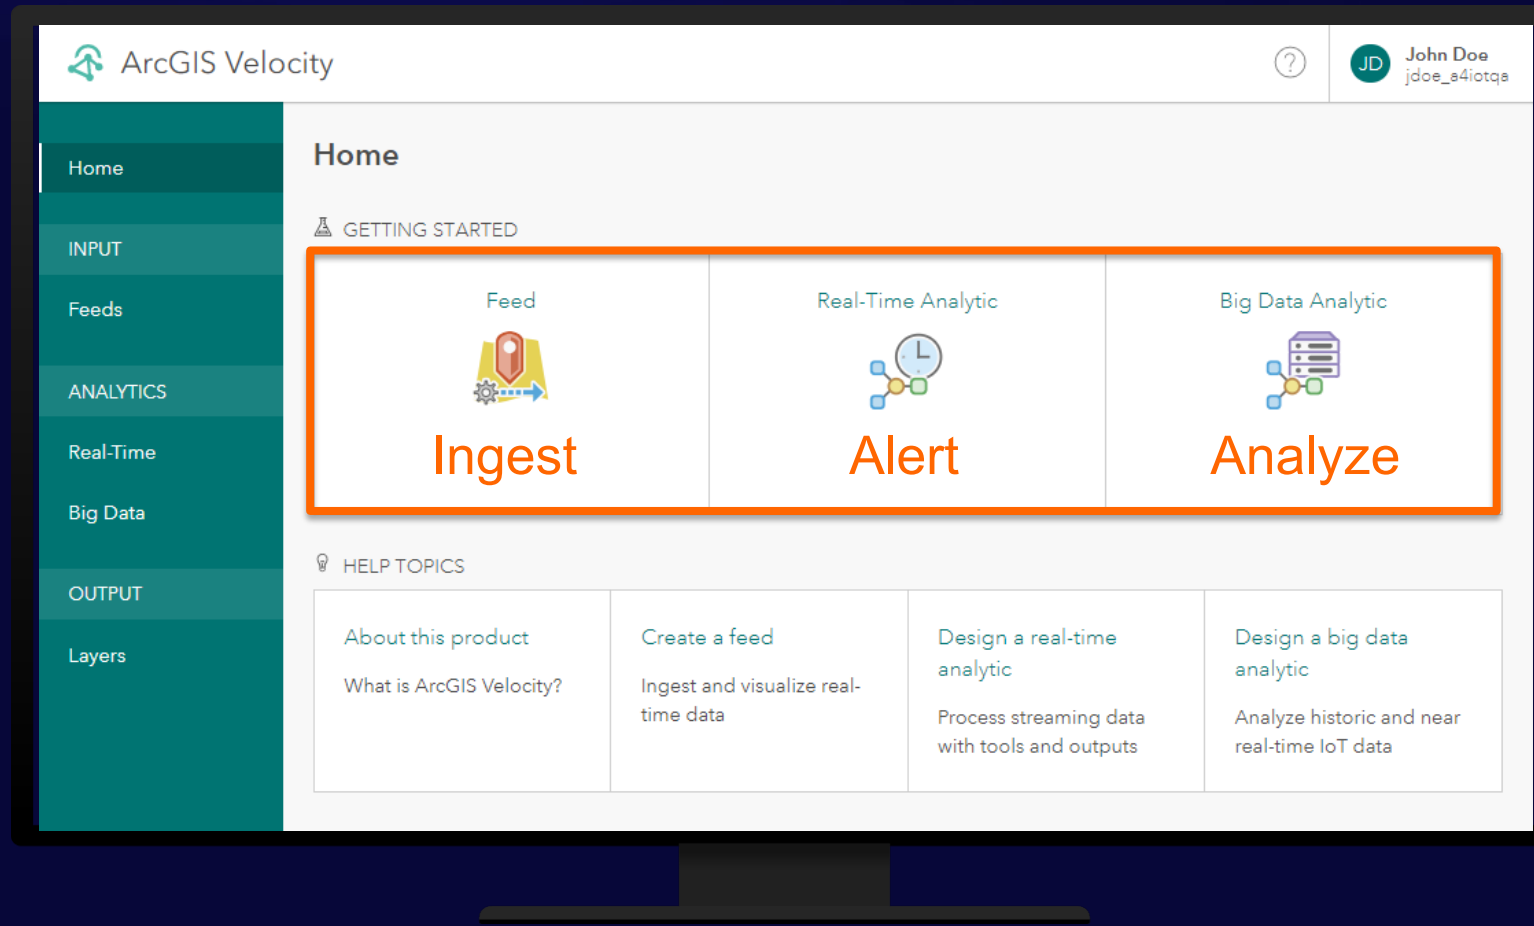 ArcGIS Velocity
?
JD
John Doe
jdoe_a4iotqa
Home
INPUT
Feeds
ANALYTICS
Real-Time
Big Data
OUTPUT
Layers
Home
GETTING STARTED
Feed
Ingest
Real-Time Analytic
Alert
Big Data Analytic
Analyze
HELP TOPICS
About this product
What is ArcGIS Velocity?
Create a feed
Ingest and visualize real-
time data
Design a real-time
analytic
Process streaming data
with tools and outputs
Design a big data
analytic
Analyze historic and near
real-time IoT data